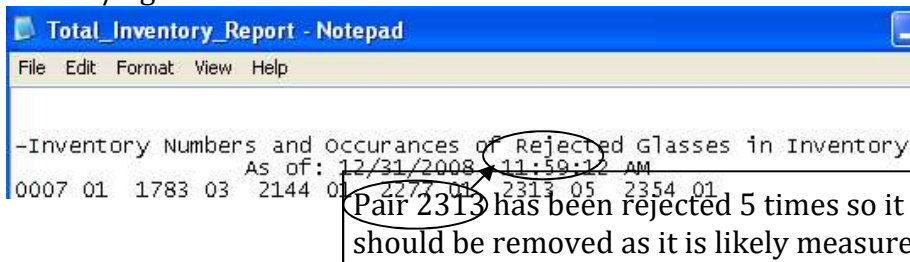 Total_Inventory_Report - Notepad
File Edit Format View Help
-Inventory Numbers and Occurances of Rejected Glasses in Inventory
As of: 12/31/2008 11:59:12 AM
0007 01 1783 03 2144 01 2277 01 2313 05 2354 01
Pair 2313 has been rejected 5 times so it
should be removed as it is likely measure